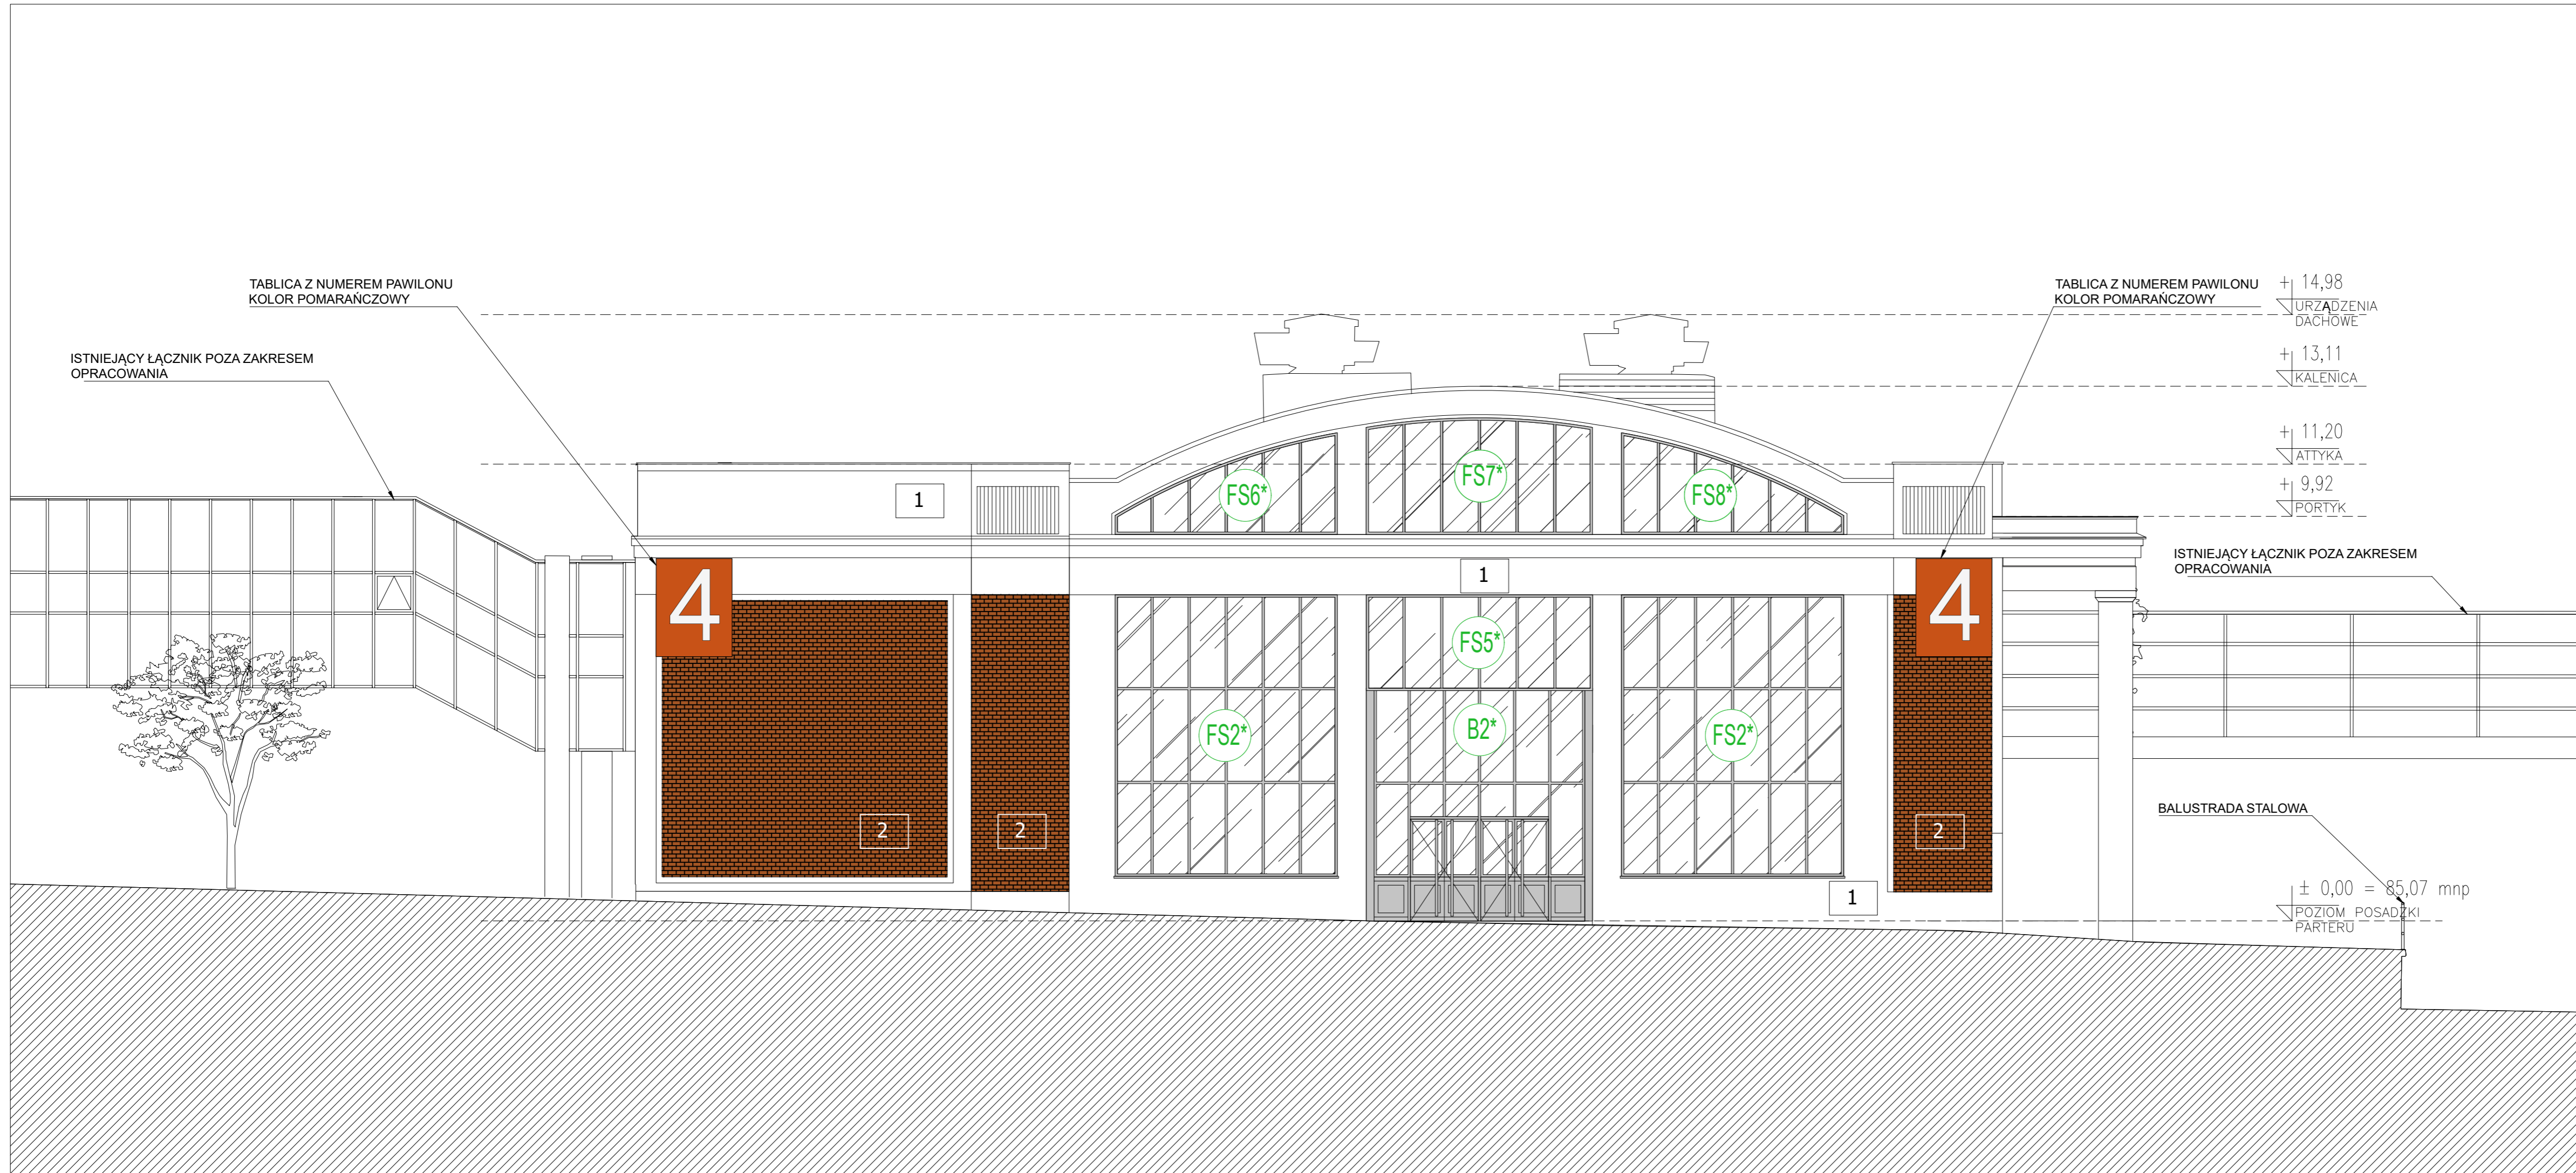 TABLICA Z NUMEREM PAWILONU
KOLOR POMARAŃCZOWY
TABLICA Z NUMEREM PAWILONU
KOLOR POMARAŃCZOWY
+ 14,98
URZĄDZENIA
DACHOWE
ISTNIEJĄCY ŁĄCZNIK POZA ZAKRESEM
OPRACOWANIA
+ 13,11
KALENICA
+ 11,20
ATTYKA
+ 9,92
PORTYK
1
FS6*
FS7*
FS8*
ISTNIEJĄCY ŁĄCZNIK POZA ZAKRESEM
OPRACOWANIA
4
1
4
FS5*
FS2*
B2*
FS2*
BALUSTRADA STALOWA
2
2
2
1
± 0,00 = 85,07 mnp
POZIOM POSADZKI
PARTERU